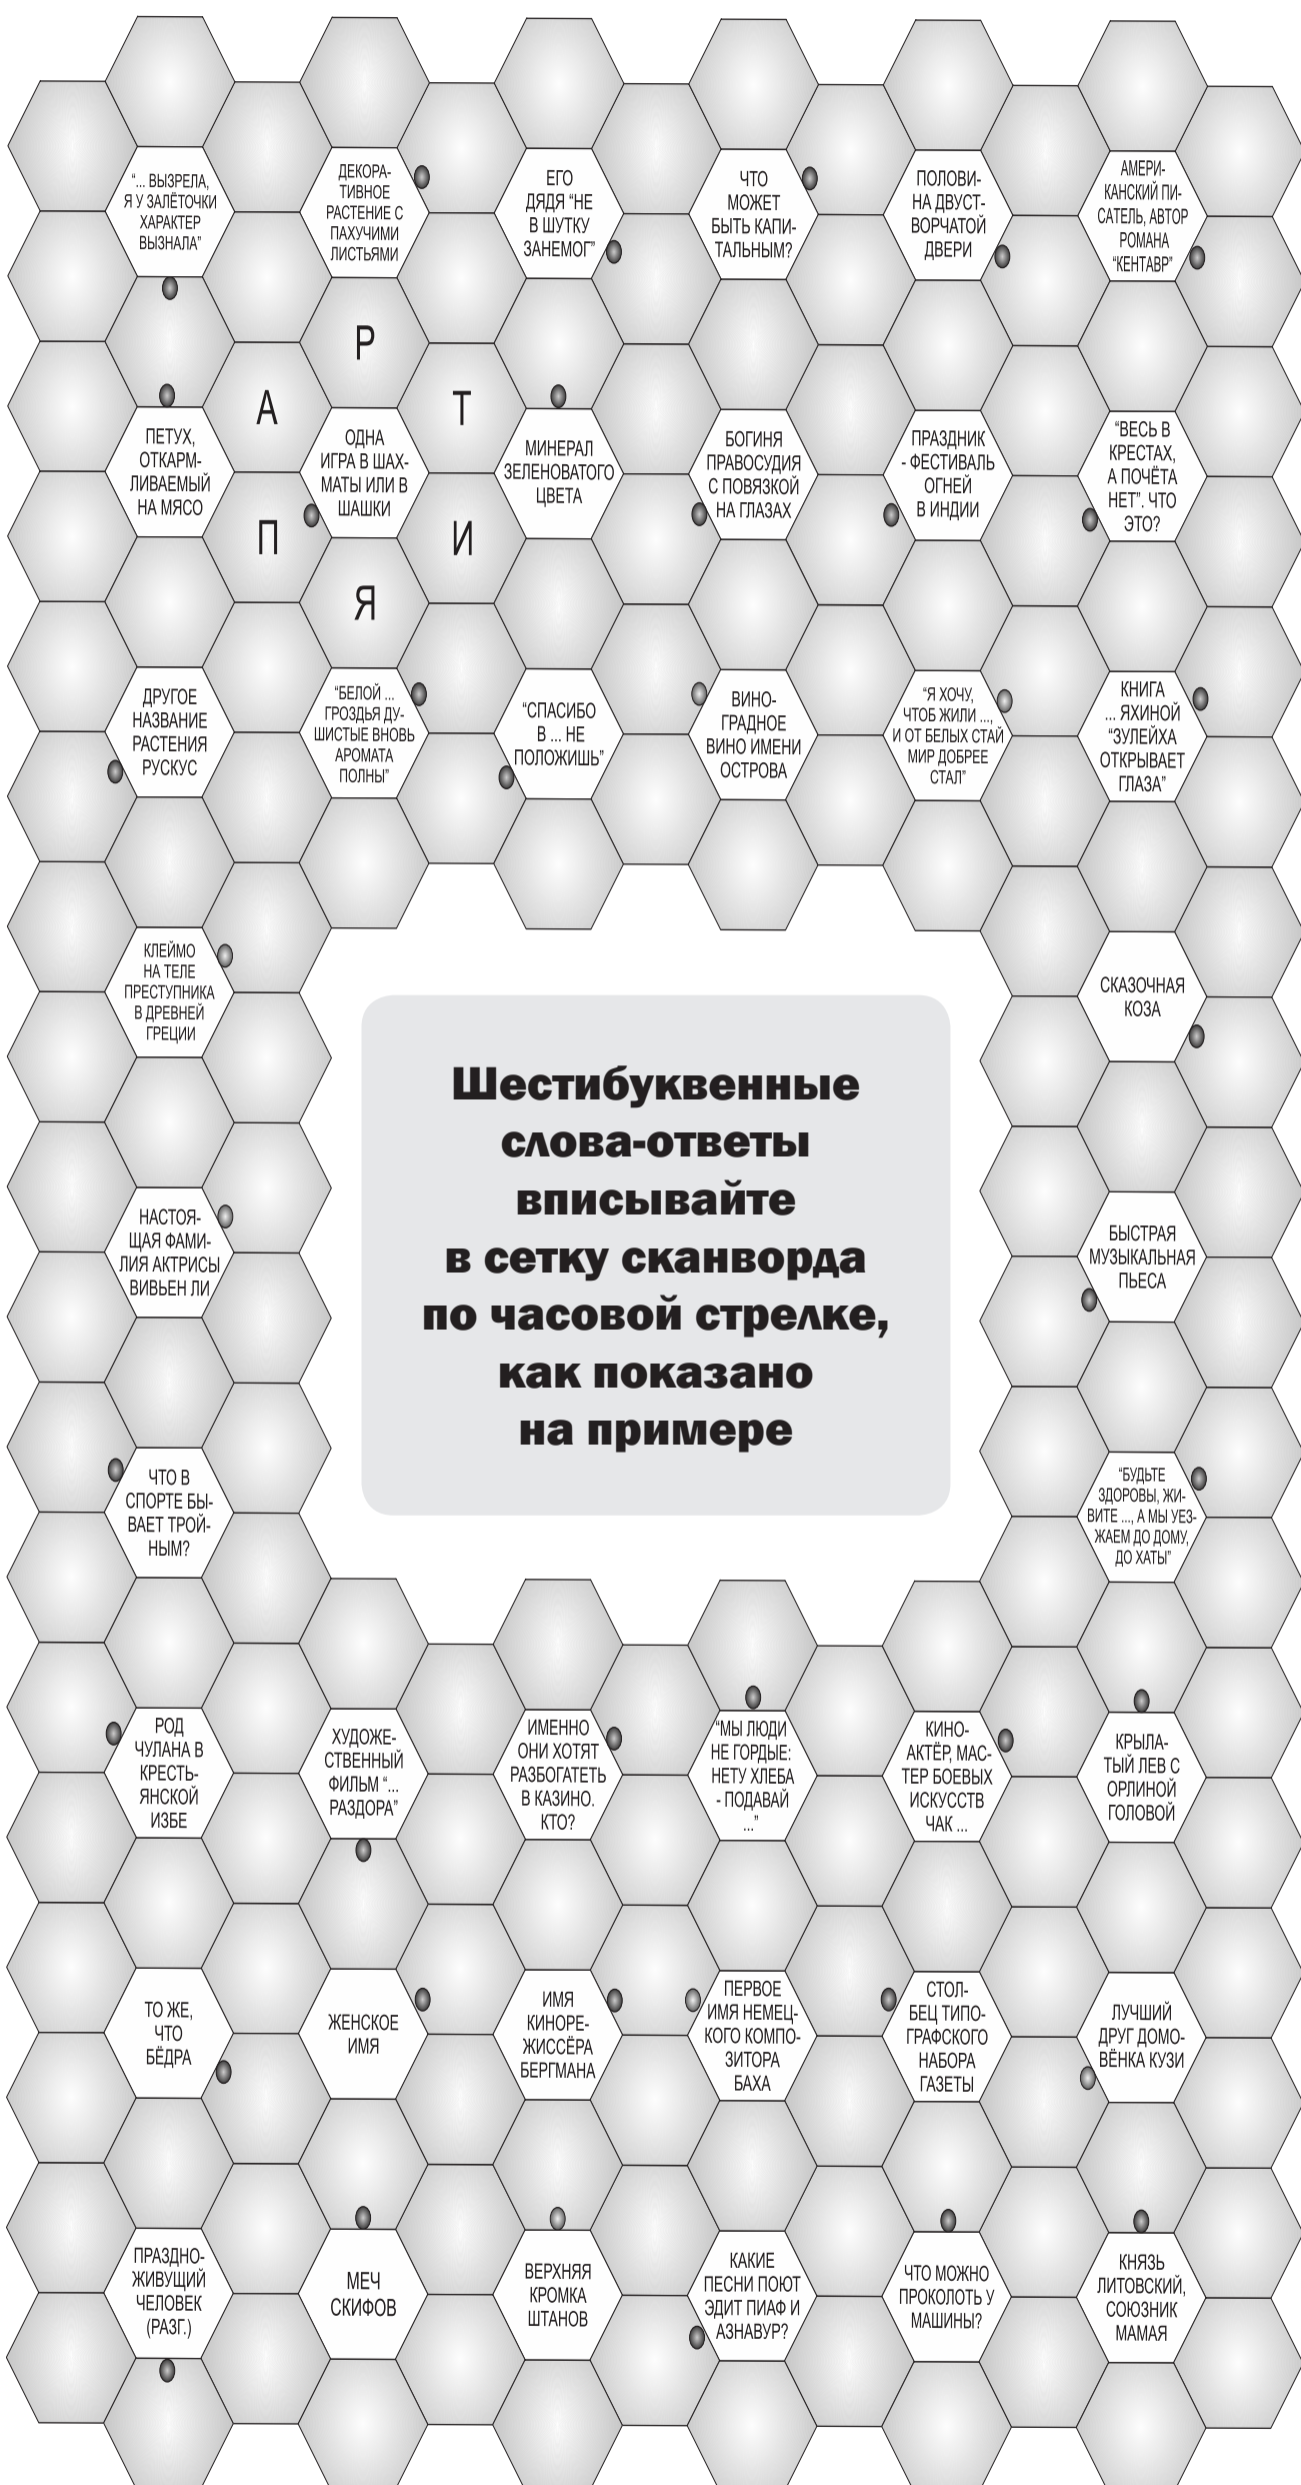 “... ВЫЗРЕЛА,
Я У ЗАЛЁТОЧКИ
ХАРАКТЕР
ВЫЗНАЛА”
ДЕКОРА-
ТИВНОЕ
РАСТЕНИЕ С
ПАХУЧИМИ
ЛИСТЬЯМИ
ЕГО
ДЯДЯ “НЕ
В ШУТКУ
ЗАНЕМОГ”
ЧТО
МОЖЕТ
БЫТЬ КАПИ-
ТАЛЬНЫМ?
ПОЛОВИ-
НА ДВУСТ-
ВОРЧАТОЙ
ДВЕРИ
АМЕРИ-
КАНСКИЙ ПИ-
САТЕЛЬ, АВТОР
РОМАНА
“КЕНТАВР”
Р
А
Т
ПЕТУХ,
ОТКАРМ-
ЛИВАЕМЫЙ
НА МЯСО
ОДНА
ИГРА В ШАХ-
МАТЫ ИЛИ В
ШАШКИ
МИНЕРАЛ
ЗЕЛЕНОВАТОГО
ЦВЕТА
БОГИНЯ
ПРАВОСУДИЯ
С ПОВЯЗКОЙ
НА ГЛАЗАХ
ПРАЗДНИК
- ФЕСТИВАЛЬ
ОГНЕЙ
В ИНДИИ
“ВЕСЬ В
КРЕСТАХ,
А ПОЧЁТА
НЕТ”. ЧТО
ЭТО?
П
И
Я
ДРУГОЕ
НАЗВАНИЕ
РАСТЕНИЯ
РУСКУС
“БЕЛОЙ ...
ГРОЗДЬЯ ДУ-
ШИСТЫЕ ВНОВЬ
АРОМАТА
ПОЛНЫ”
“СПАСИБО
В ... НЕ
ПОЛОЖИШЬ”
ВИНО-
ГРАДНОЕ
ВИНО ИМЕНИ
ОСТРОВА
“Я ХОЧУ,
ЧТОБ ЖИЛИ ...,
И ОТ БЕЛЫХ СТАЙ
МИР ДОБРЕЕ
СТАЛ”
КНИГА
... ЯХИНОЙ
“ЗУЛЕЙХА
ОТКРЫВАЕТ
ГЛАЗА”
КЛЕЙМО
НА ТЕЛЕ
ПРЕСТУПНИКА
В ДРЕВНЕЙ
ГРЕЦИИ
СКАЗОЧНАЯ
КОЗА
Шестибуквенные
слова-ответы
вписывайте
в сетку сканворда
по часовой стрелке,
как показано
на примере
НАСТОЯ-
ЩАЯ ФАМИ-
ЛИЯ АКТРИСЫ
ВИВЬЕН ЛИ
БЫСТРАЯ
МУЗЫКАЛЬНАЯ
ПЬЕСА
ЧТО В
СПОРТЕ БЫ-
ВАЕТ ТРОЙ-
НЫМ?
“БУДЬТЕ
ЗДОРОВЫ, ЖИ-
ВИТЕ ..., А МЫ УЕЗ-
ЖАЕМ ДО ДОМУ,
ДО ХАТЫ”
РОД
ЧУЛАНА В
КРЕСТЬ-
ЯНСКОЙ
ИЗБЕ
ХУДОЖЕ-
СТВЕННЫЙ
ФИЛЬМ “...
РАЗДОРА”
ИМЕННО
ОНИ ХОТЯТ
РАЗБОГАТЕТЬ
В КАЗИНО.
КТО?
“МЫ ЛЮДИ
НЕ ГОРДЫЕ:
НЕТУ ХЛЕБА
- ПОДАВАЙ
...”
КИНО-
АКТЁР, МАС-
ТЕР БОЕВЫХ
ИСКУССТВ
ЧАК ...
КРЫЛА-
ТЫЙ ЛЕВ С
ОРЛИНОЙ
ГОЛОВОЙ
ТО ЖЕ,
ЧТО
БЁДРА
ЖЕНСКОЕ
ИМЯ
ИМЯ
КИНОРЕ-
ЖИССЁРА
БЕРГМАНА
ПЕРВОЕ
ИМЯ НЕМЕЦ-
КОГО КОМПО-
ЗИТОРА
БАХА
СТОЛ-
БЕЦ ТИПО-
ГРАФСКОГО
НАБОРА
ГАЗЕТЫ
ЛУЧШИЙ
ДРУГ ДОМО-
ВЁНКА КУЗИ
ПРАЗДНО-
ЖИВУЩИЙ
ЧЕЛОВЕК
(РАЗГ.)
МЕЧ
СКИФОВ
ВЕРХНЯЯ
КРОМКА
ШТАНОВ
КАКИЕ
ПЕСНИ ПОЮТ
ЭДИТ ПИАФ И
АЗНАВУР?
ЧТО МОЖНО
ПРОКОЛОТЬ У
МАШИНЫ?
КНЯЗЬ
ЛИТОВСКИЙ,
СОЮЗНИК
МАМАЯ